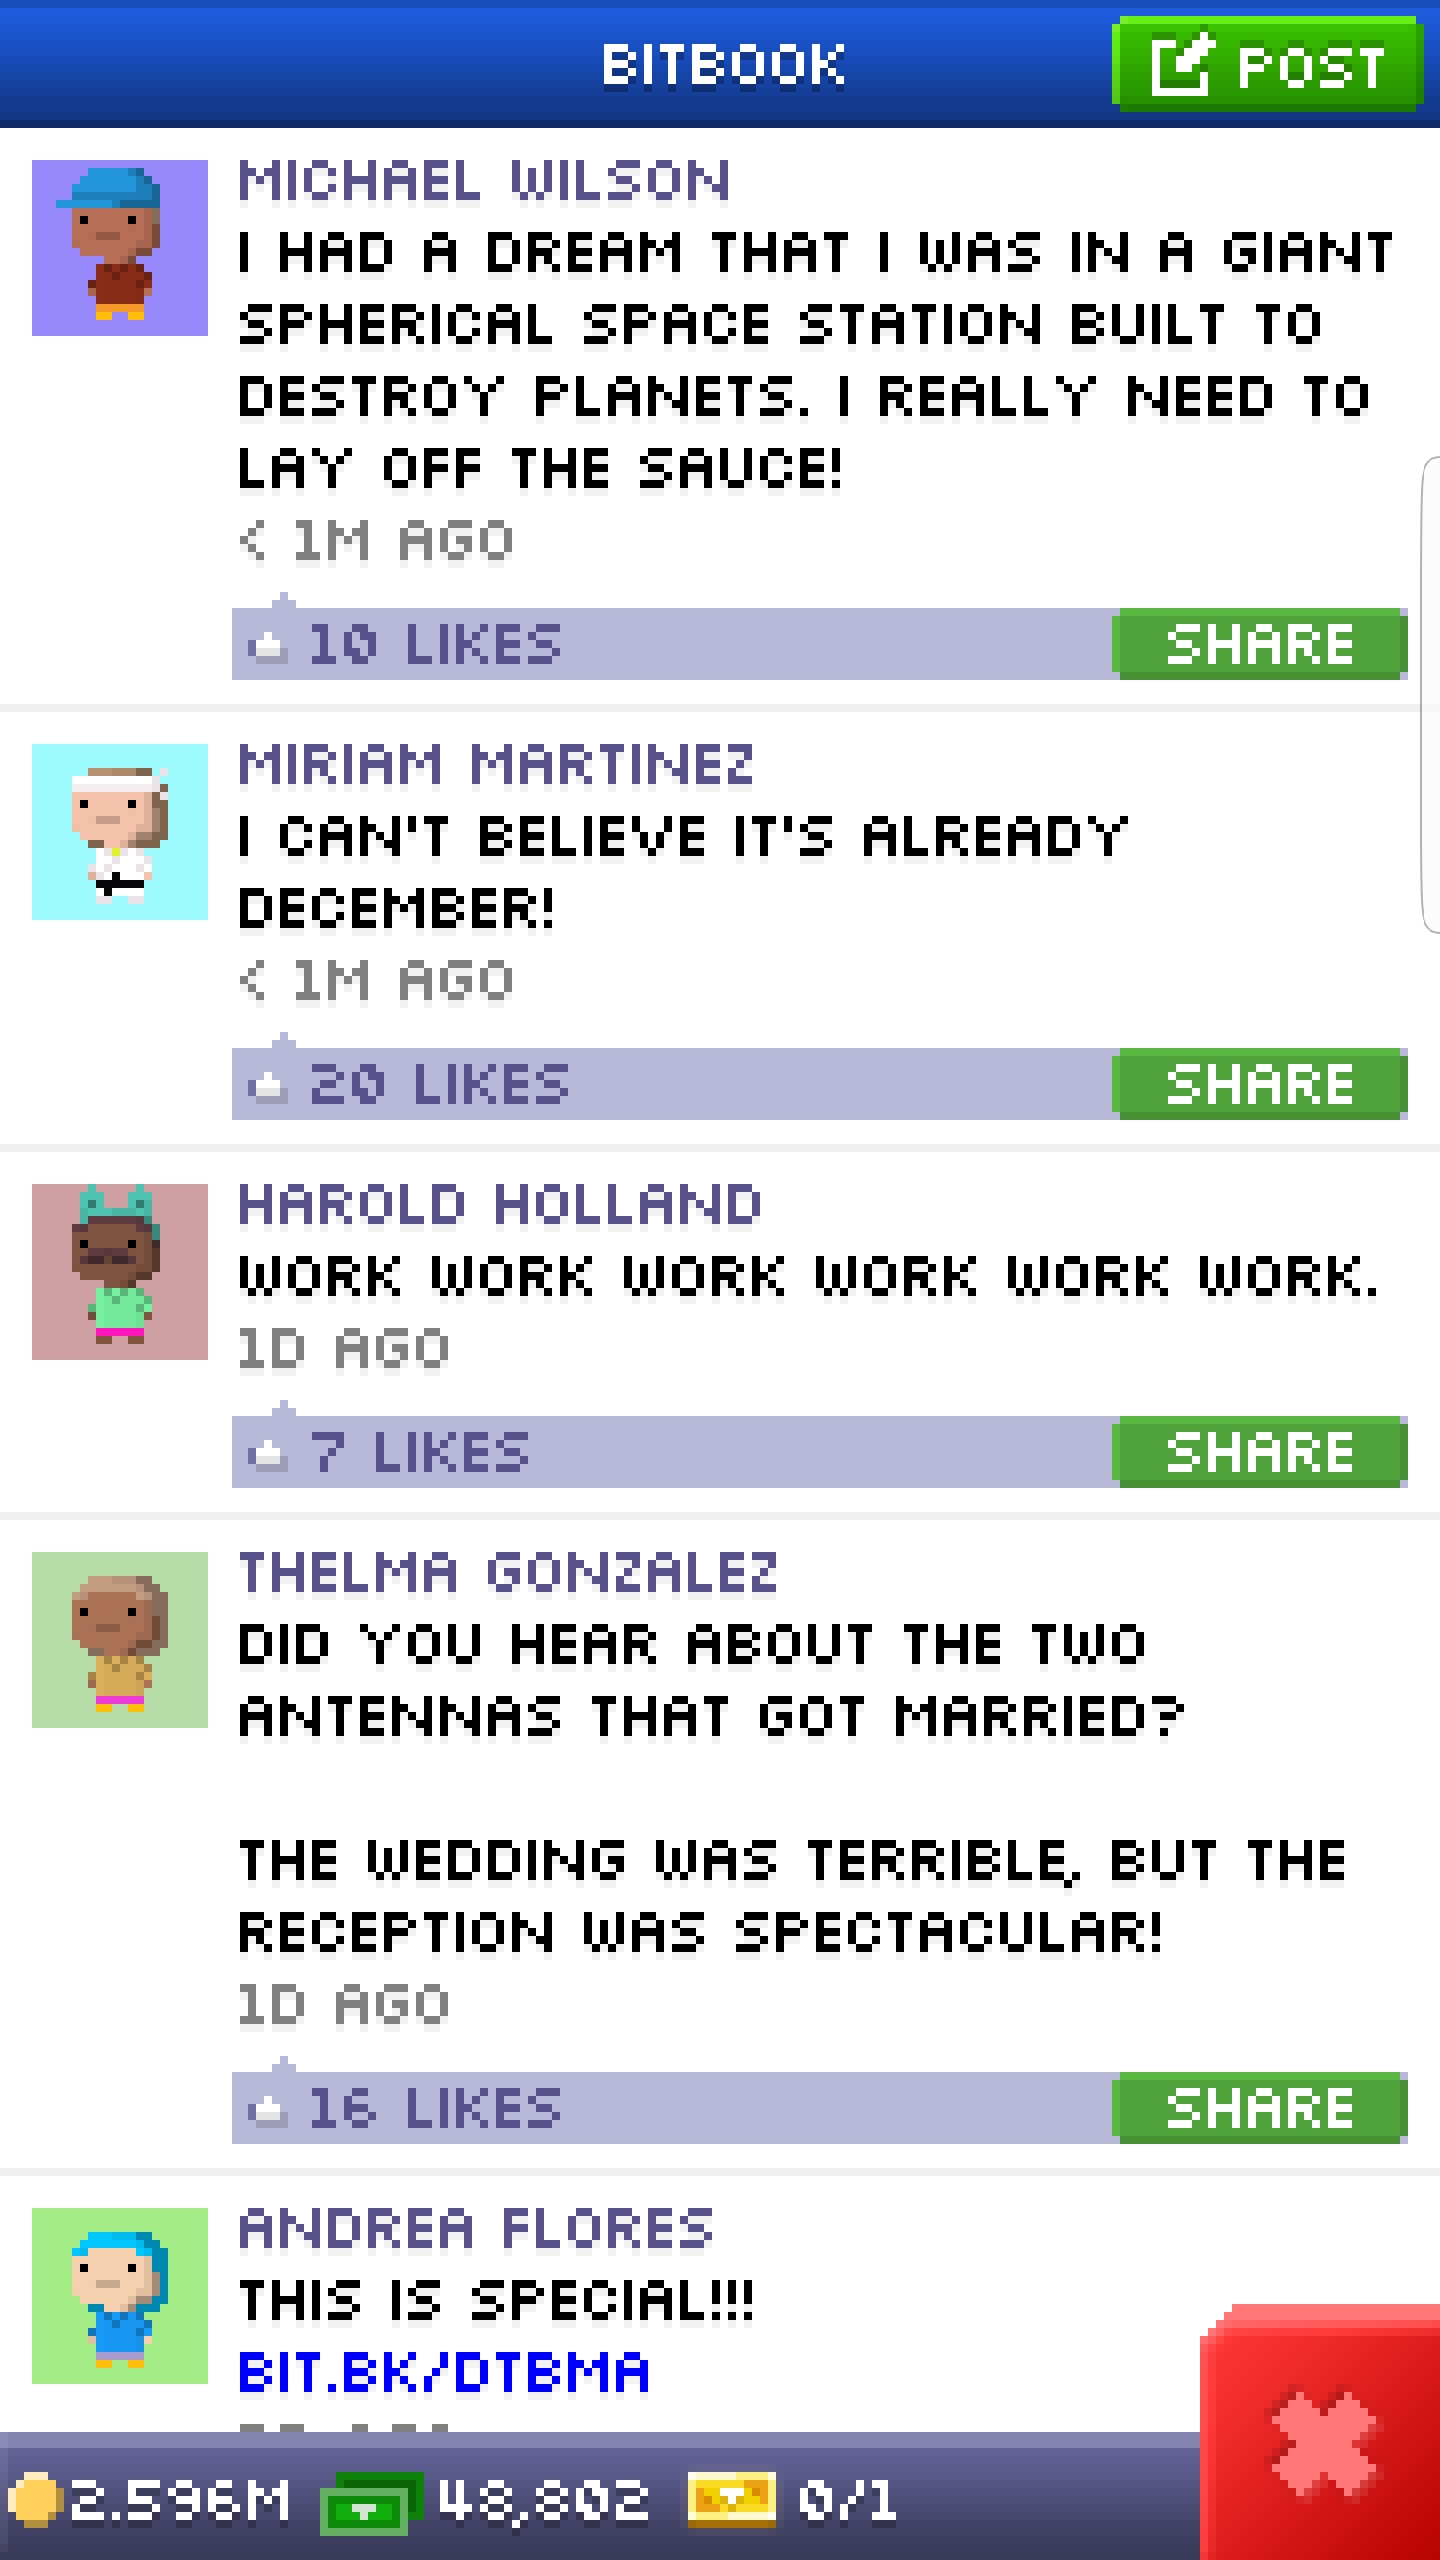 BITBOOK
POST
MICHAEL WILSON
I HAD A DREAM THAT I WAS IN A GIANT
SPHERICAL SPACE STATION BUILT TO
DESTROY PLANETS. I REALLY NEED TO
LAY OFF THE SAUCE!
< 1M AGO
10 LIKES
SHARE
MIRIAM MARTINEZ
I CAN'T BELIEVE IT'S ALREADY
DECEMBER!
< 1M AGO
20 LIKES
SHARE
HAROLD HOLLAND
WORK WORK WORK WORK WORK WORK.
1D AGO
7 LIKES
SHARE
THELMA GONZALEZ
DID YOU HEAR ABOUT THE TWO
ANTENNAS THAT GOT MARRIED?
THE WEDDING WAS TERRIBLE, BUT THE
RECEPTION WAS SPECTACULAR!
1D AGO
16 LIKES
SHARE
ANDREA FLORES
THIS IS SPECIAL!!!
BIT.BK/DTBMA
2.596M 48,802 0/1